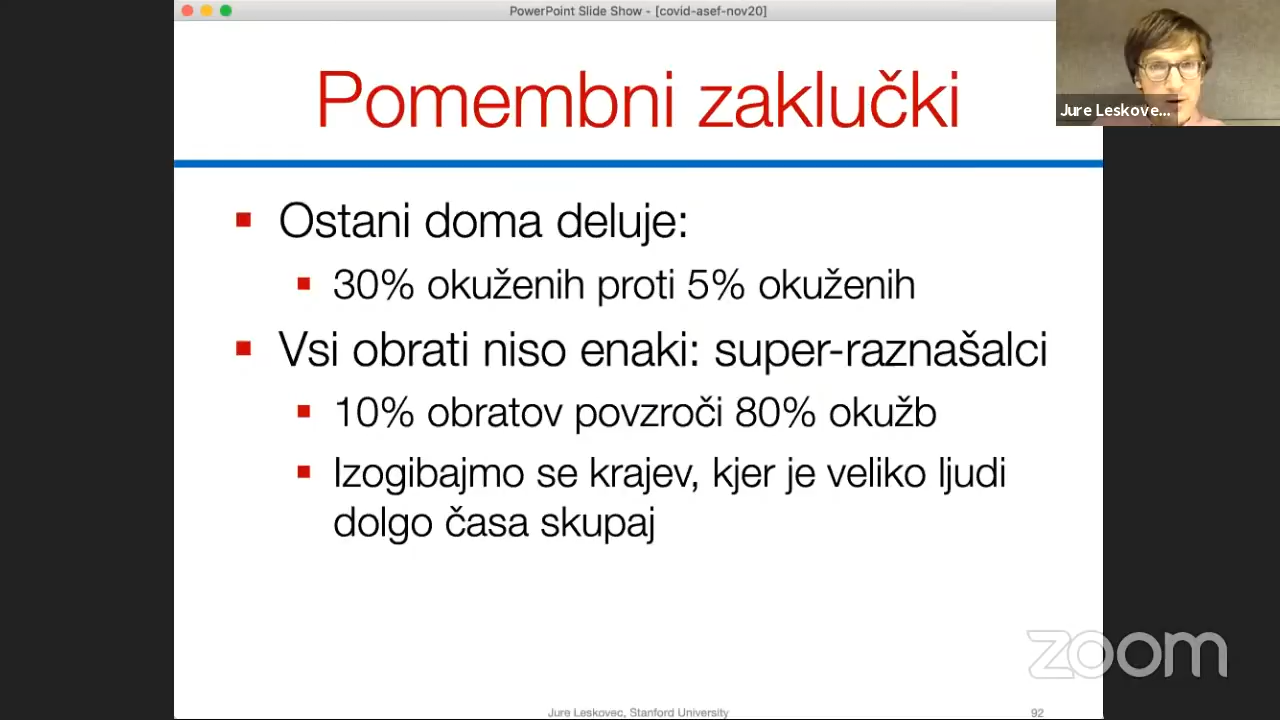 PowerPoint Slide Show - [covid-asef-nov20]
Jure Leskove...
Pomembni zaključki
Ostani doma deluje:
30% okuženih proti 5% okuženih
Vsi obrati niso enaki: super-raznašalci
10% obratov povzroči 80% okužb
Izogibajmo se krajev, kjer je veliko ljudi
dolgo časa skupaj
zoom
Jure Leskovec, Stanford University
92